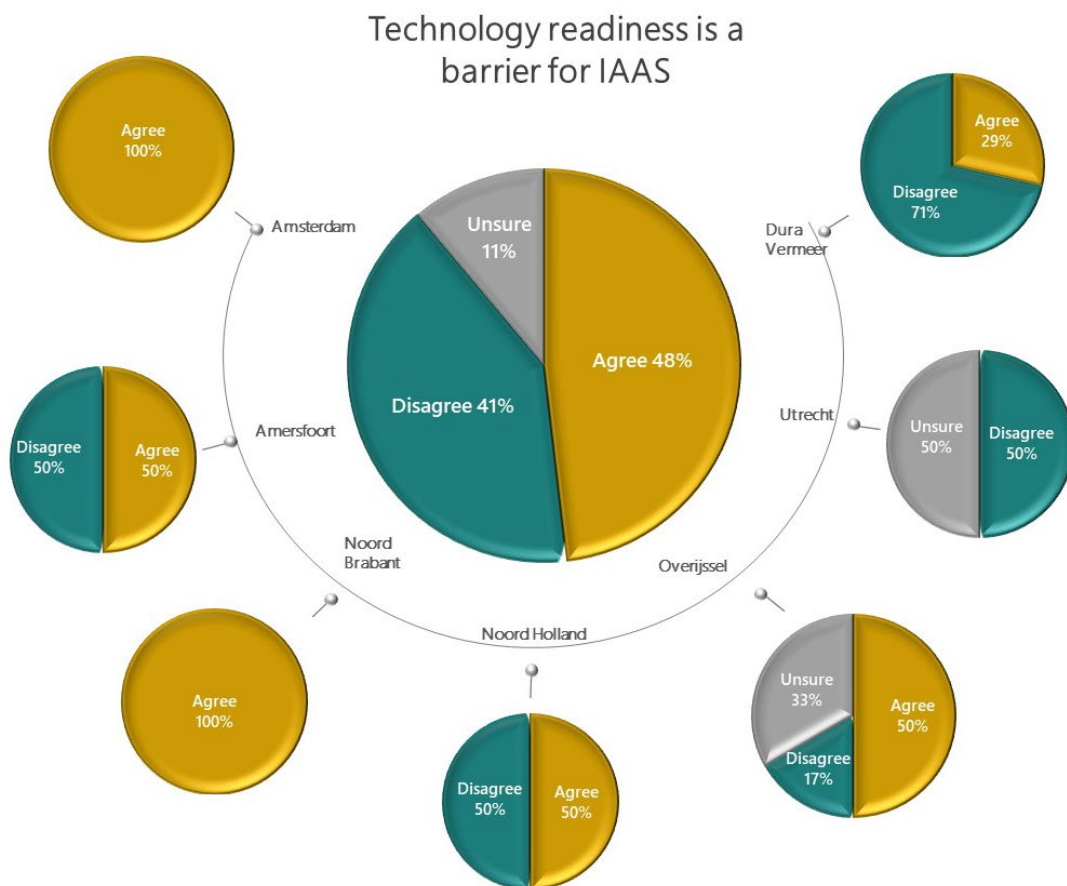 Technology readiness is a
barrier for IAAS
Agree
100%
Amsterdam
Unsure
11%
Agree 48%
Disagree 41%
Agree
29%
Disagree
71%
Dura
Vermeer
Disagree
50%
Agree
50%
Amersfoort
Utrecht
Unsure
50%
Disagree
50%
Noord
Brabant
Agree
100%
Overijssel
Unsure
33%
Agree
50%
Disagree
17%
Noord Holland
Disagree
50%
Agree
50%